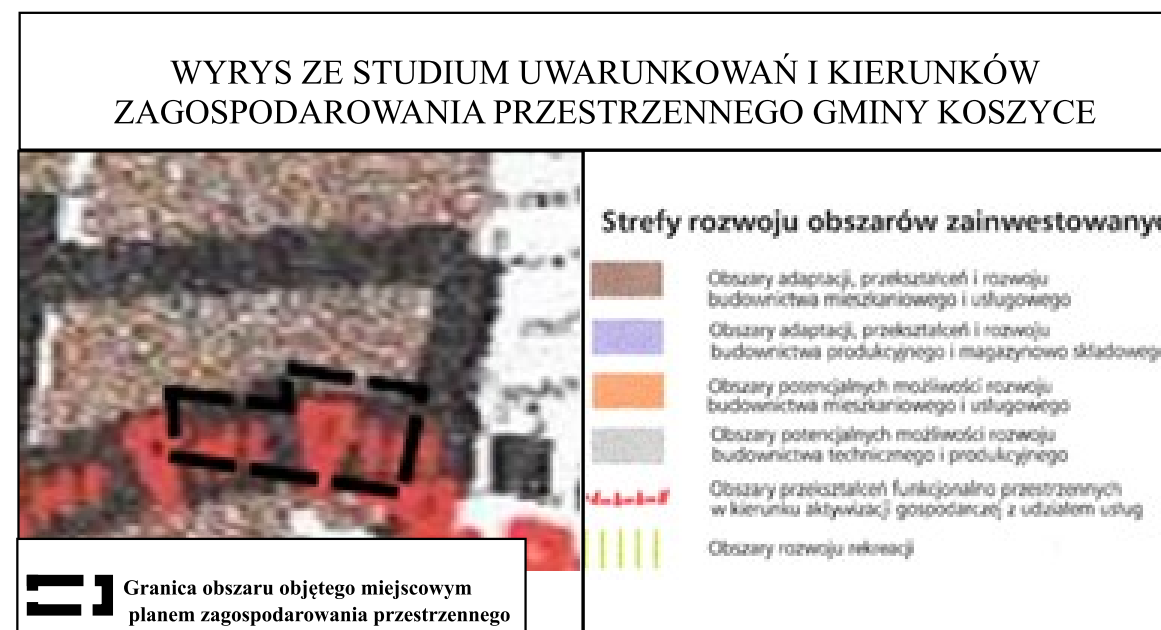 WYRYS ZE STUDIUM UWARUNKOWAŃ I KIERUNKÓW
ZAGOSPODAROWANIA PRZESTRZENNEGO GMINY KOSZYCE
Strefy rozwoju obszarów zainwestowany
Obszary adaptacji, przekształceń i rozwoju
budownictwa mieszkaniowego i usługowego
Obszary adaptacji, przekształceń i rozwoju
budownictwa produkcyjnego i magazynowo składowego
Obszary potencjalnych możliwości rozwoju
budownictwa mieszkaniowego i usługowego
Obszary potencjalnych możliwości rozwoju
budownictwa technicznego i produkcyjnego
Obszary przekształceń funkcjonalno przestrzennych
w kierunku aktywizacji gospodarczej z udziałem usług
Obszary rozwoju rekreacji
Granica obszaru objętego miejscowym
planem zagospodarowania przestrzennego